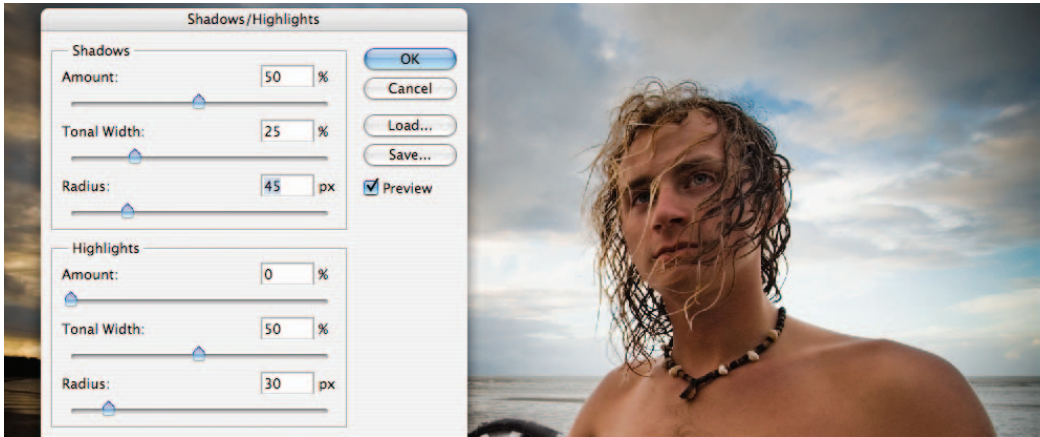 Shadows/Highlights
Shadows
Amount: 50 %
OK
Cancel
Tonal Width: 25 %
Load...
Save...
Radius: 45 px
Preview
Highlights
Amount: 0 %
Tonal Width: 50 %
Radius: 30 px